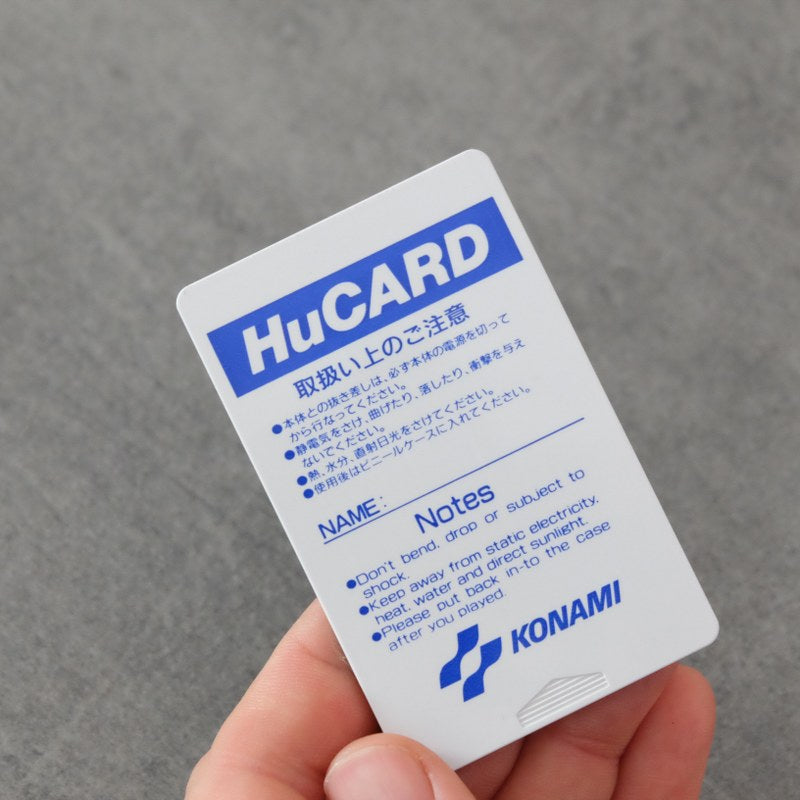 HuCARD
取扱い上のご注意
●本体との抜き差しは、必ず本体の電源を切って
から行なってください。
●静電気をさけ、曲げたり、落したり、衝撃を与え
ないでください。
●熱、水分、直射日光をさけてください。
●使用後はビニールケースに入れてください。
NAME:
Notes
●Don't bend, drop or subject to
shock.
●Keep away from static electricity,
heat, water and direct sunlight.
●Please put back in-to the case
after you played.
KONAMI